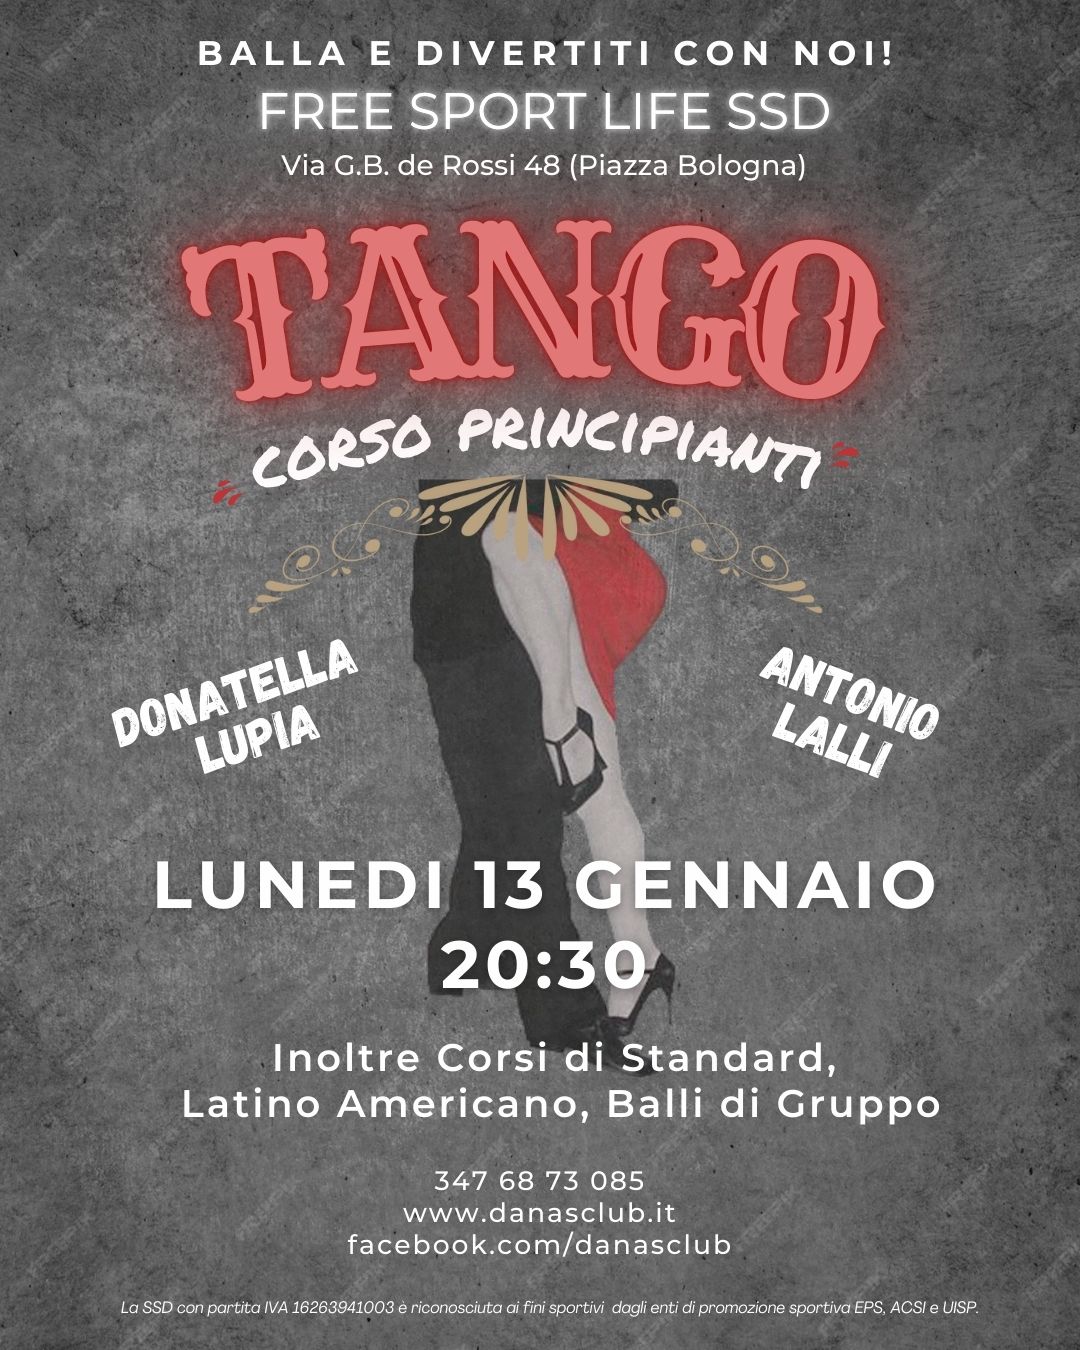 BALLA E DIVERTITI CON NOI!
FREE SPORT LIFE SSD
Via G.B. de Rossi 48 (Piazza Bologna)
TANGO
CORSO PRINCIPIANTI
DONATELLA
LUPIA
ANTONIO
LALLI
LUNEDI 13 GENNAIO
20:30
Inoltre Corsi di Standard,
Latino Americano, Balli di Gruppo
347 68 73 085
www.danasclub.it
facebook.com/danasclub
La SSD con partita IVA 16263941003 è riconosciuta ai fini sportivi dagli enti di promozione sportiva EPS, ACSI e UISP.